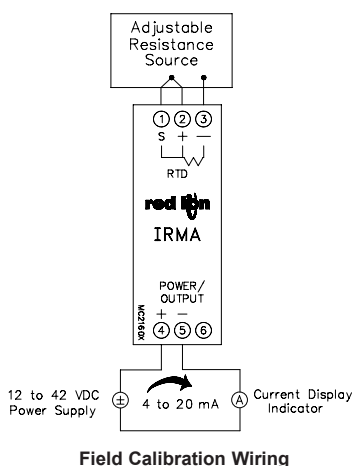 Adjustable
Resistance
Source
1 2 3
S + –
RTD
red lion
IRMA
POWER/
OUTPUT
MC2160X
+ –
4 5 6
12 to 42 VDC
Power Supply
±
4 to 20 mA
A
Current Display
Indicator
Field Calibration Wiring